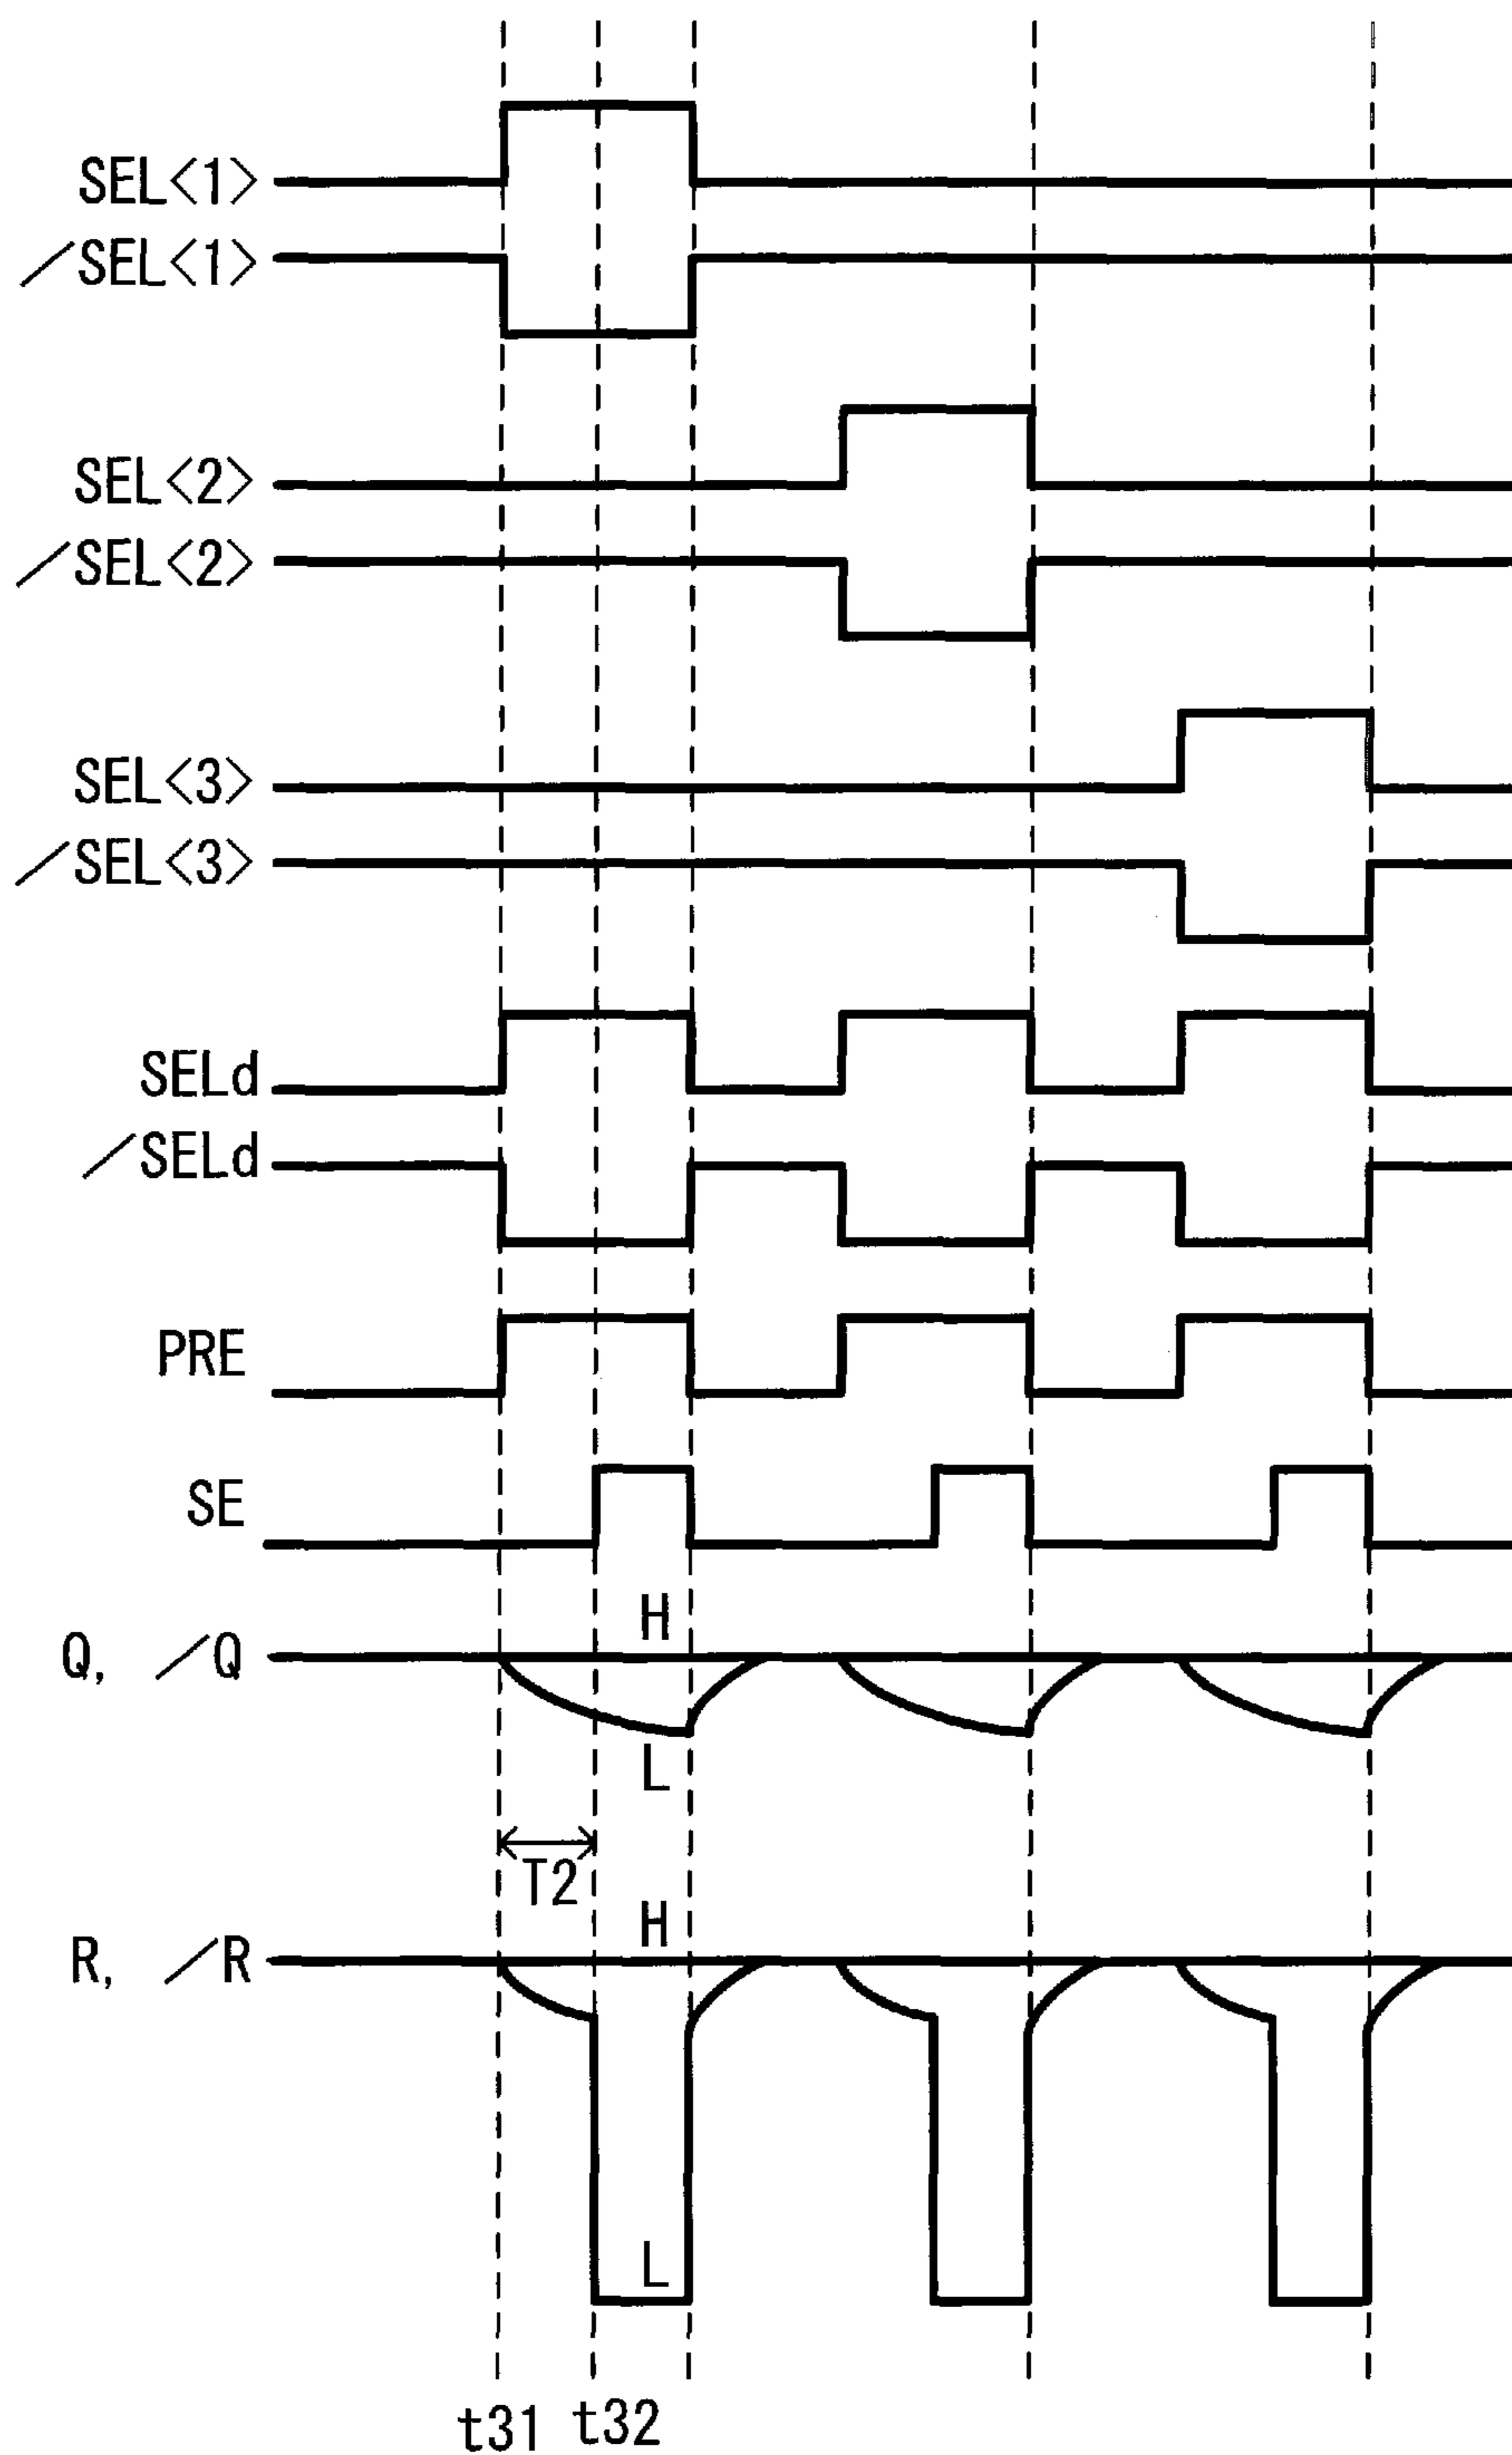 SEL<1>
/SEL<1>
SEL<2>
/SEL<2>
SEL<3>
/SEL<3>
SELd
/SELd
PRE
SE
H
Q, /Q
L
T2
H
R, /R
L
t31 t32